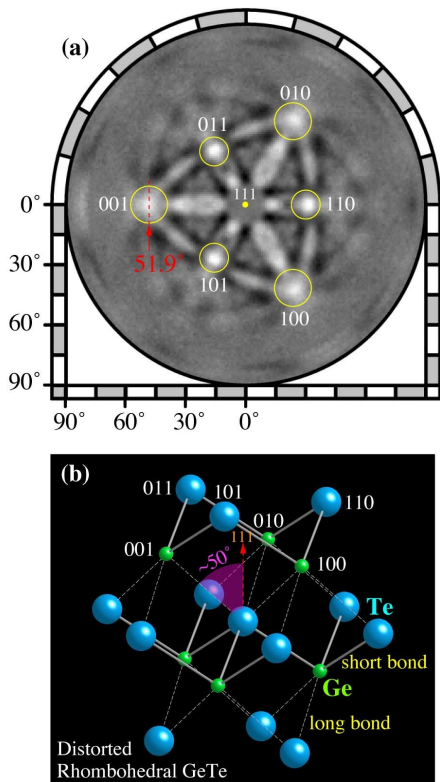 (a)
010
011
001
111
110
51.9°
101
100
0°
30°
60°
90°
90° 60° 30° 0°
(b)
011
101
110
010
111
001
~50°
100
Te
short bond
Ge
long bond
Distorted
Rhombohedral GeTe